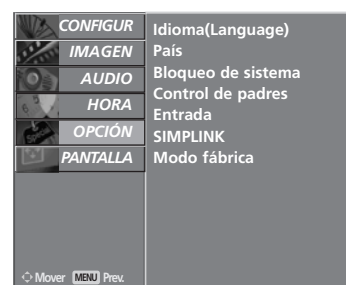 CONFIGUR
IMAGEN
AUDIO
HORA
OPCIÓN
PANTALLA
Idioma(Language)
País
Bloqueo de sistema
Control de padres
Entrada
SIMPLINK
Modo fábrica
Mover MENU Prev.